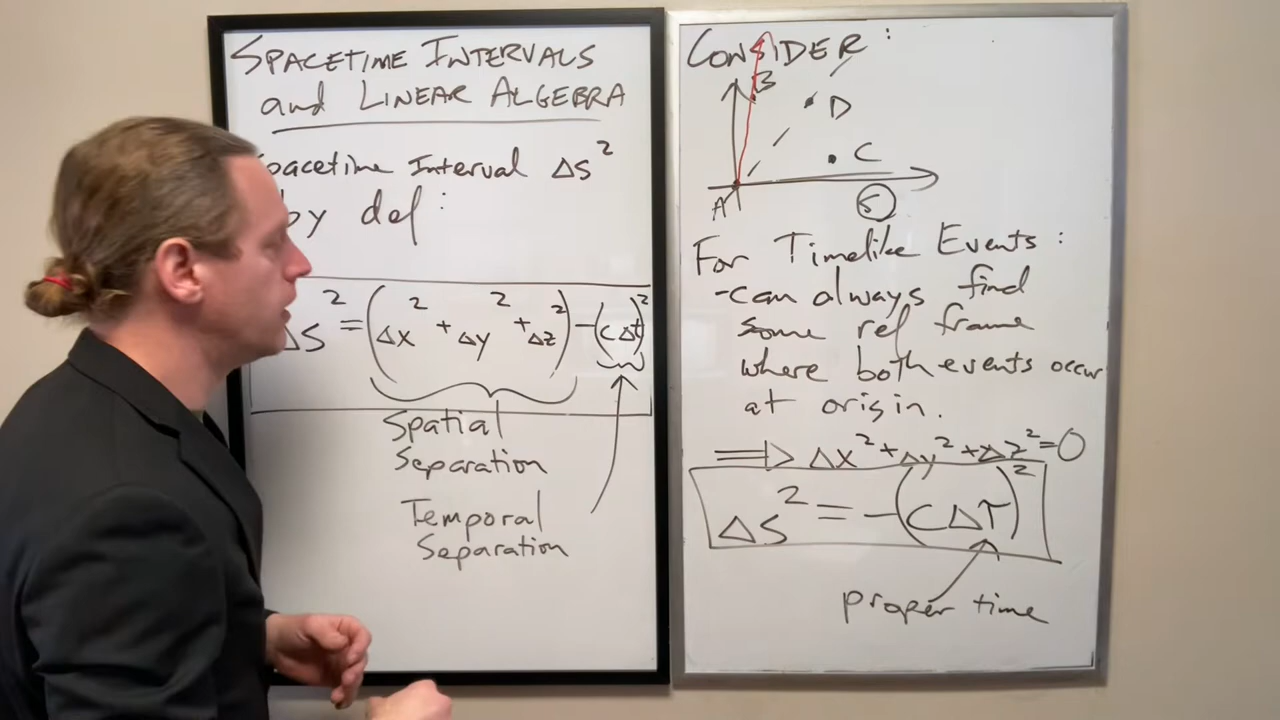 SPACETIME INTERVALS
and LINEAR ALGEBRA
pacetime Interval Δs²
by def:
Δs² = (Δx² + Δy² + Δz²) - (cΔt)²
Spatial
Separation
Temporal
Separation
CONSIDER:
B
D
C
A
For Timelike Events:
-can always find
some ref frame
where both events occur
at origin.
⟹ Δx² + Δy² + Δz² = 0
Δs² = -(cΔτ)²
proper time